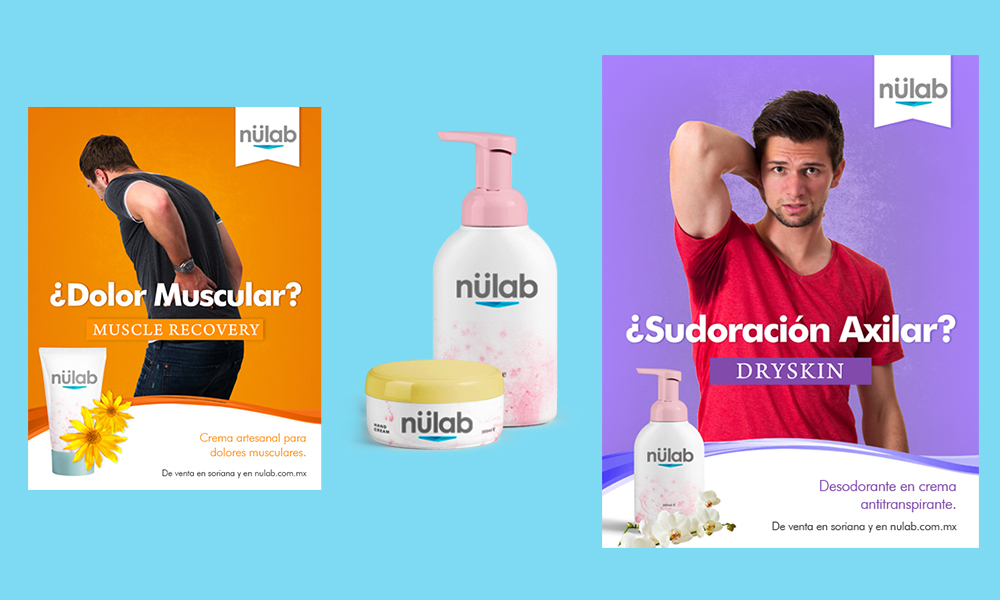 nülab
¿Dolor Muscular?
MUSCLE RECOVERY
nülab
Crema artesanal para
dolores musculares.
De venta en soriana y en nulab.com.mx
nülab
nülab
HAND
CREAM
nülab
¿Sudoración Axilar?
DRYSKIN
nülab
Desodorante en crema
antitranspirante.
De venta en soriana y en nulab.com.mx